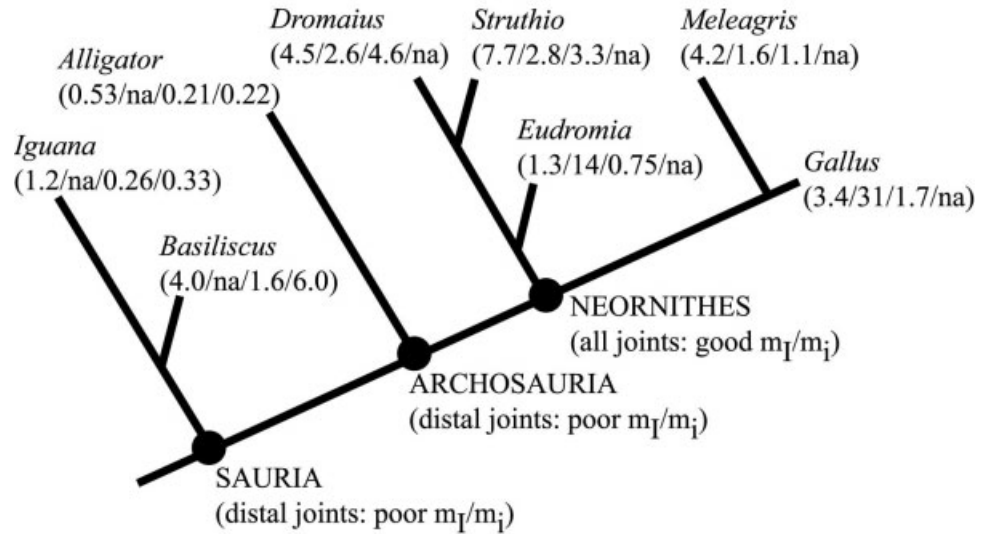 Dromaius
(4.5/2.6/4.6/na)
Struthio
(7.7/2.8/3.3/na)
Meleagris
(4.2/1.6/1.1/na)
Alligator
(0.53/na/0.21/0.22)
Iguana
(1.2/na/0.26/0.33)
Eudromia
(1.3/14/0.75/na)
Gallus
(3.4/31/1.7/na)
Basiliscus
(4.0/na/1.6/6.0)
NEORNITHES
(all joints: good mI/mi)
ARCHOSAURIA
(distal joints: poor mI/mi)
SAURIA
(distal joints: poor mI/mi)